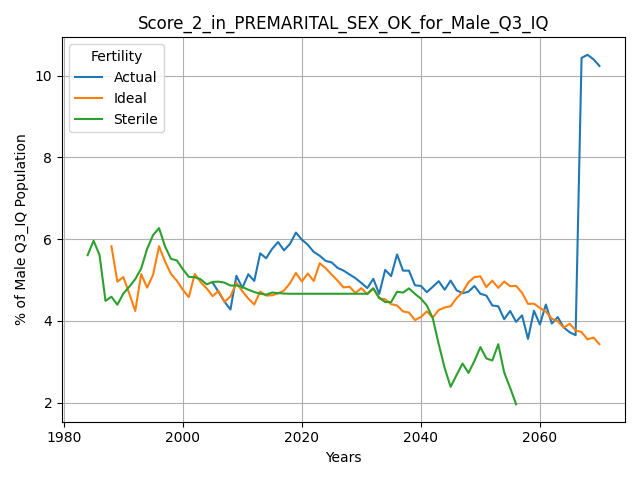 Score_2_in_PREMARITAL_SEX_OK_for_Male_Q3_IQ
Fertility
Actual
Ideal
Sterile
% of Male Q3_IQ Population
10
8
6
4
2
1980 2000 2020 2040 2060
Years